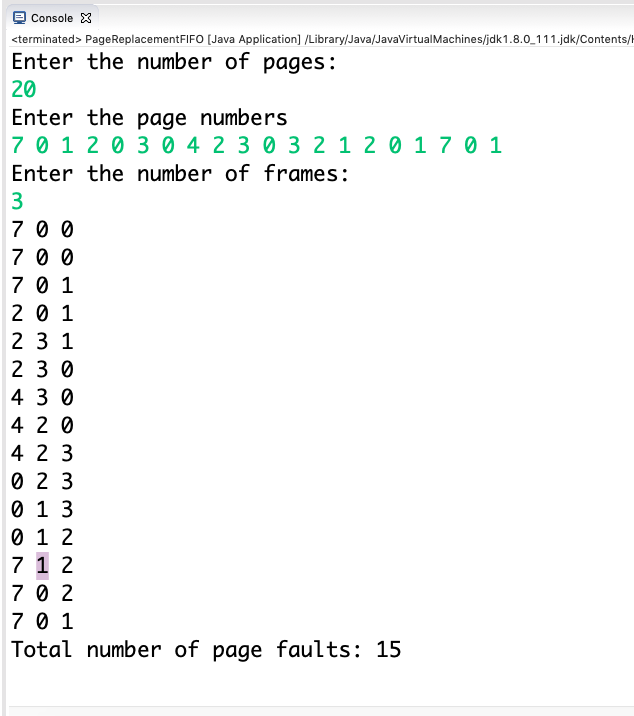 Console
<terminated> PageReplacementFIFO [Java Application] /Library/Java/JavaVirtualMachines/jdk1.8.0_111.jdk/Contents/
Enter the number of pages:
20
Enter the page numbers
7 0 1 2 0 3 0 4 2 3 0 3 2 1 2 0 1 7 0 1
Enter the number of frames:
3
7 0 0
7 0 0
7 0 1
2 0 1
2 3 1
2 3 0
4 3 0
4 2 0
4 2 3
0 2 3
0 1 3
0 1 2
7 1 2
7 0 2
7 0 1
Total number of page faults: 15